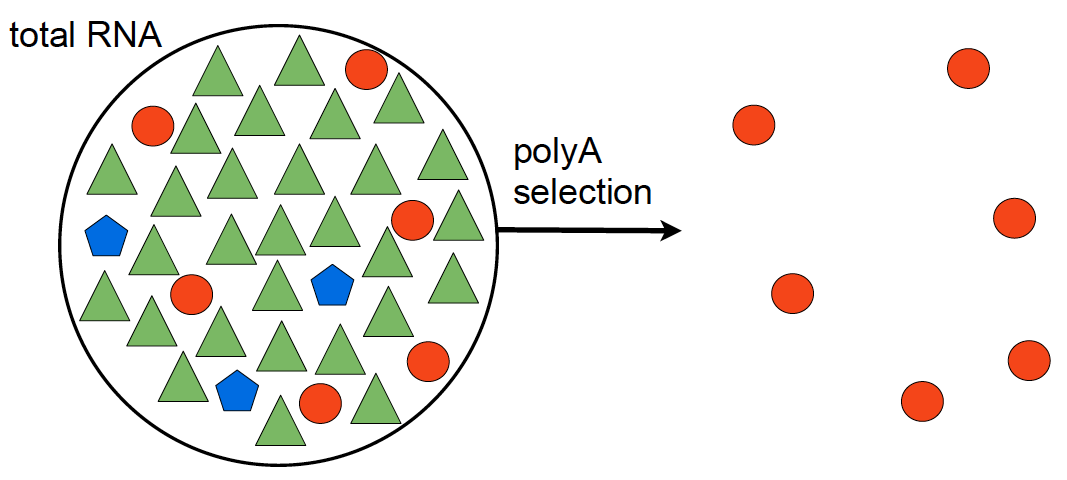 total RNA
polyA
selection